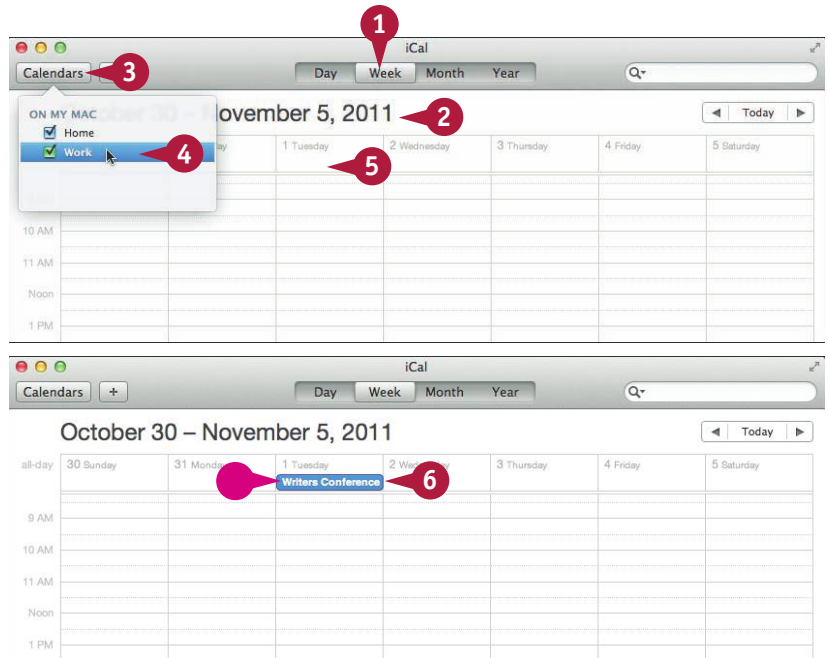 1
iCal
Calendars
3
Day Week Month Year
ovember 5, 2011
2
Today
ON MY MAC
Home
Work
4
ay
1 Tuesday
2 Wednesday
3 Thursday
4 Friday
5 Saturday
5
10 AM
11 AM
Noon
1 PM
iCal
Calendars +
Day Week Month Year
October 30 – November 5, 2011
Today
all-day
30 Sunday
31 Monday
1 Tuesday
3 Thursday
4 Friday
5 Saturday
Writers Conference
6
9 AM
10 AM
11 AM
Noon
1 PM